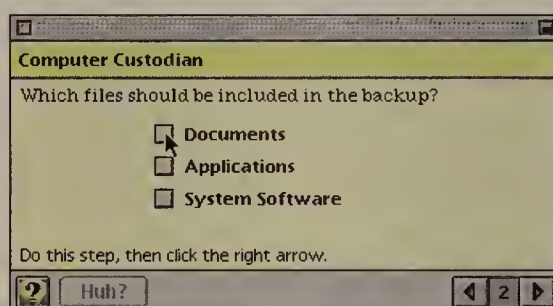 Computer Custodian
Which files should be included in the backup?
Documents
Applications
System Software
Do this step, then click the right arrow.
? Huh? 2